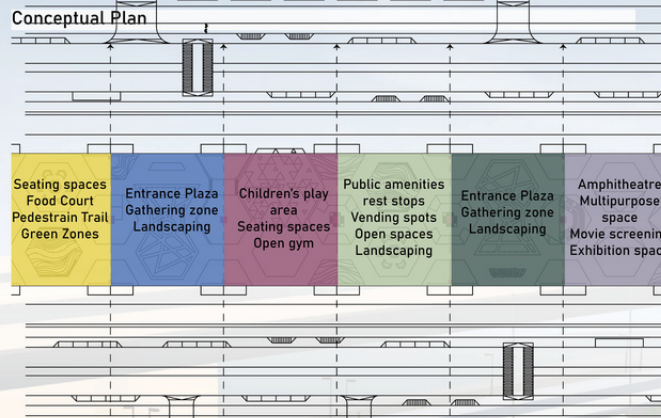 Conceptual Plan
Seating spaces
Food Court
Pedestrain Trail
Green Zones
Entrance Plaza
Gathering zone
Landscaping
Children's play
area
Seating spaces
Open gym
Public amenities
rest stops
Vending spots
Open spaces
Landscaping
Entrance Plaza
Gathering zone
Landscaping
Amphitheatre
Multipurpose
space
Movie screenin
Exhibition spac